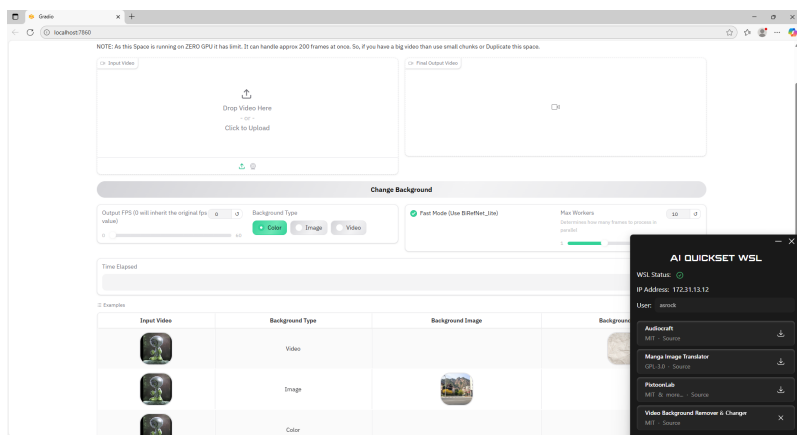 Gradio
localhost:7860
NOTE: As this Space is running on ZERO GPU it has limit. It can handle approx 200 frames at once. So, if you have a big video than use small chunks or Duplicate this space.
Input Video
Final Output Video
Drop Video Here
- or -
Click to Upload
Change Background
Output FPS (0 will inherit the original fps value)
0
0
60
Background Type
Color
Image
Video
Fast Mode (Use BiRefNet_lite)
Max Workers
10
Determines how many frames to process in parallel
1
Time Elapsed
Examples
Input Video
Background Type
Background Image
Background
Video
Image
Color
AI QUICKSET WSL
WSL Status:
IP Address: 172.31.13.12
User: asrock
Audiocraft
MIT - Source
Manga Image Translator
GPL-3.0 - Source
PixtoonLab
MIT & more... - Source
Video Background Remover & Changer
MIT - Source